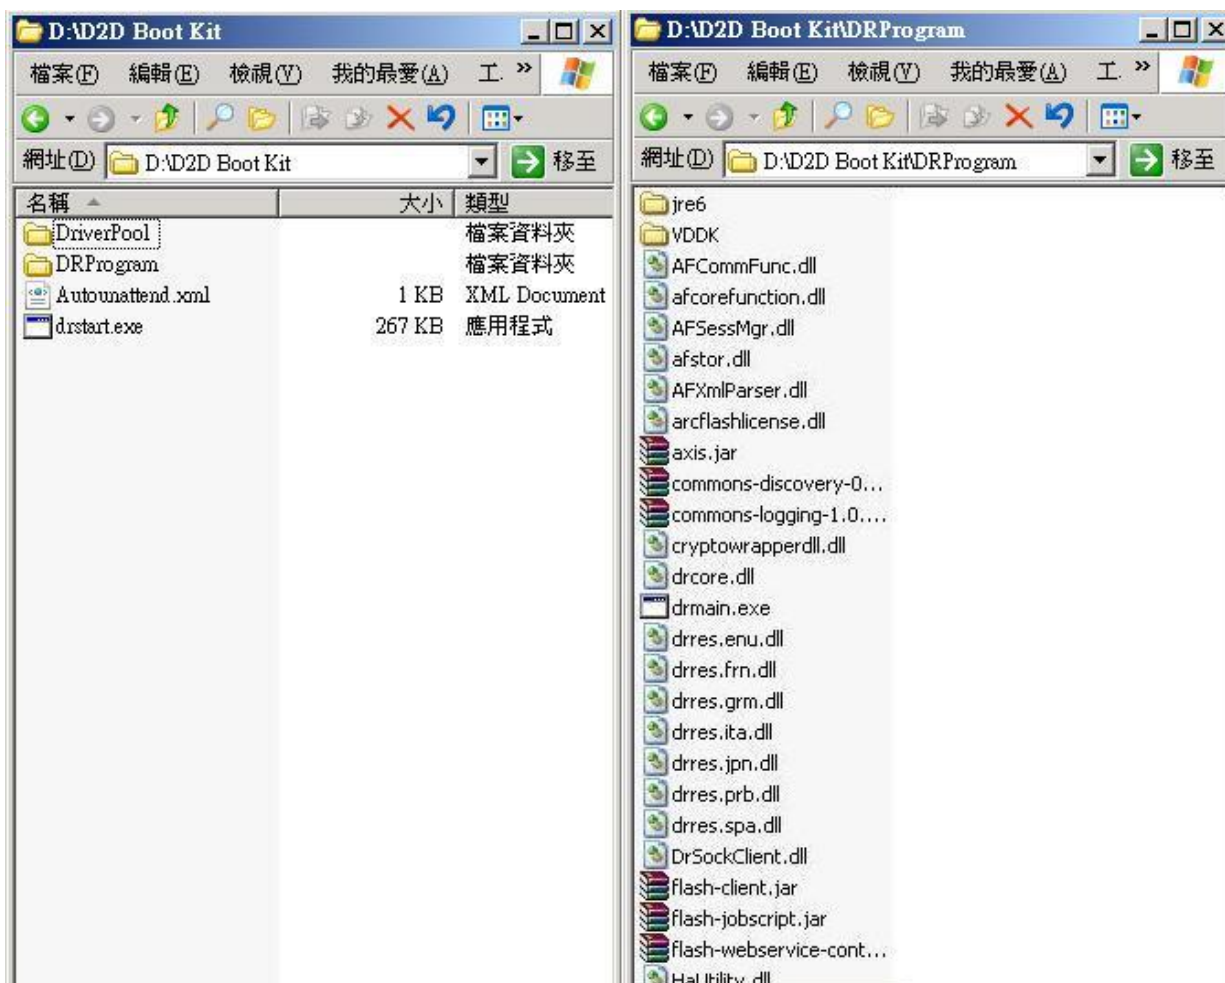 D:\D2D Boot Kit
檔案(F) 編輯(E) 檢視(V) 我的最愛(A) 工. »
網址(D) D:\D2D Boot Kit 移至
名稱 大小 類型
DriverPool 檔案資料夾
DRProgram 檔案資料夾
Autounattend.xml 1 KB XML Document
drstart.exe 267 KB 應用程式
D:\D2D Boot Kit\DRProgram
檔案(F) 編輯(E) 檢視(V) 我的最愛(A) 工. »
網址(D) D:\D2D Boot Kit\DRProgram 移至
jre6
VDDK
AFCommFunc.dll
afcorefunction.dll
AFSessMgr.dll
afstor.dll
AFXmlParser.dll
arcflashlicense.dll
axis.jar
commons-discovery-0...
commons-logging-1.0....
cryptowrapperdll.dll
drcore.dll
drmain.exe
drres.enu.dll
drres.frn.dll
drres.grm.dll
drres.ita.dll
drres.jpn.dll
drres.prb.dll
drres.spa.dll
DrSockClient.dll
flash-client.jar
flash-jobscript.jar
flash-webservice-cont...
HaUtility.dll